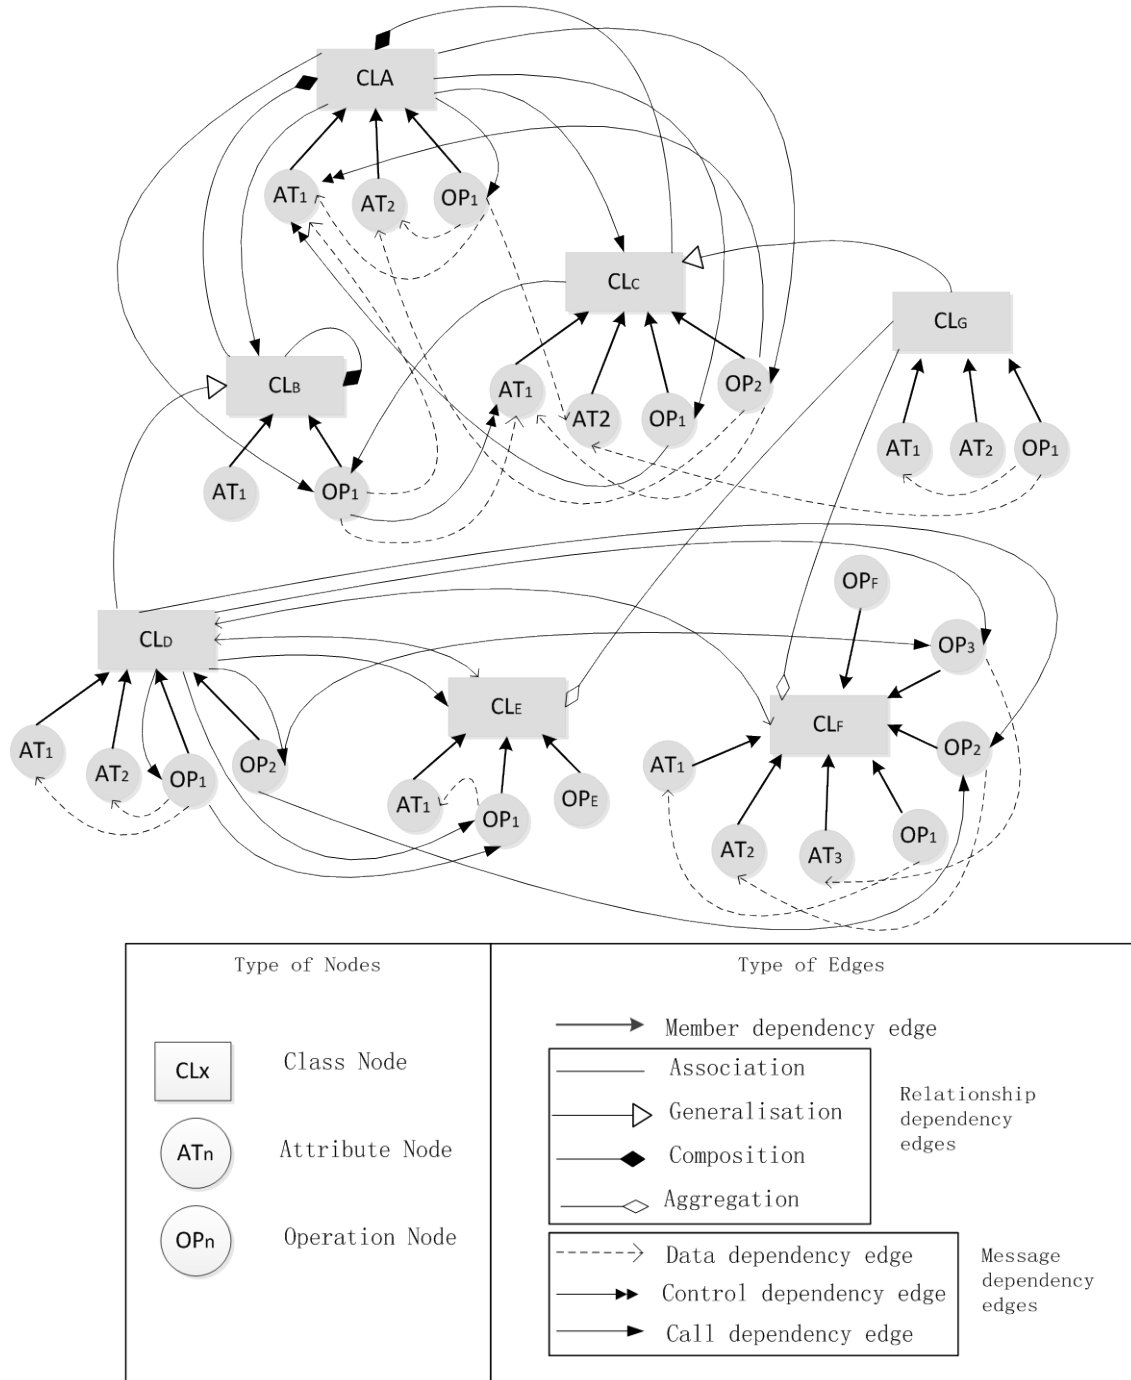 CLA
AT1
AT2
OP1
CLC
CLG
CLB
AT1
AT2
OP1
OP2
AT1
AT2
OP1
AT1
OP1
OPF
CLD
OP3
CLE
CLF
OP2
AT1
AT2
OP1
OP2
AT1
OP1
OPE
AT1
AT2
AT3
OP1
Type of Nodes
Type of Edges
CLx
Class Node
ATn
Attribute Node
OPn
Operation Node
Member dependency edge
Association
Generalisation
Composition
Aggregation
Relationship
dependency
edges
Data dependency edge
Control dependency edge
Call dependency edge
Message
dependency
edges